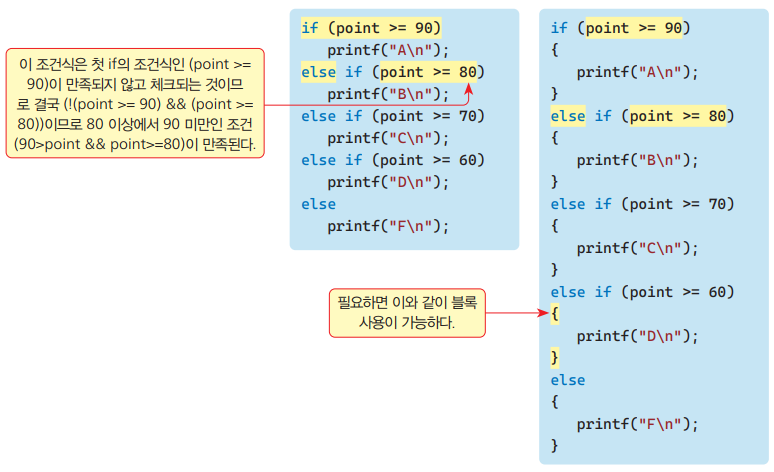 이 조건식은 첫 if의 조건식인 (point >=
90)이 만족되지 않고 체크되는 것이므
로 결국 (!(point >= 90) && (point >=
80))이므로 80 이상에서 90 미만인 조건
(90>point && point>=80)이 만족된다.
if (point >= 90)
printf("A\n");
else if (point >= 80)
printf("B\n");
else if (point >= 70)
printf("C\n");
else if (point >= 60)
printf("D\n");
else
printf("F\n");
필요하면 이와 같이 블록
사용이 가능하다.
if (point >= 90)
{
printf("A\n");
}
else if (point >= 80)
{
printf("B\n");
}
else if (point >= 70)
{
printf("C\n");
}
else if (point >= 60)
{
printf("D\n");
}
else
{
printf("F\n");
}